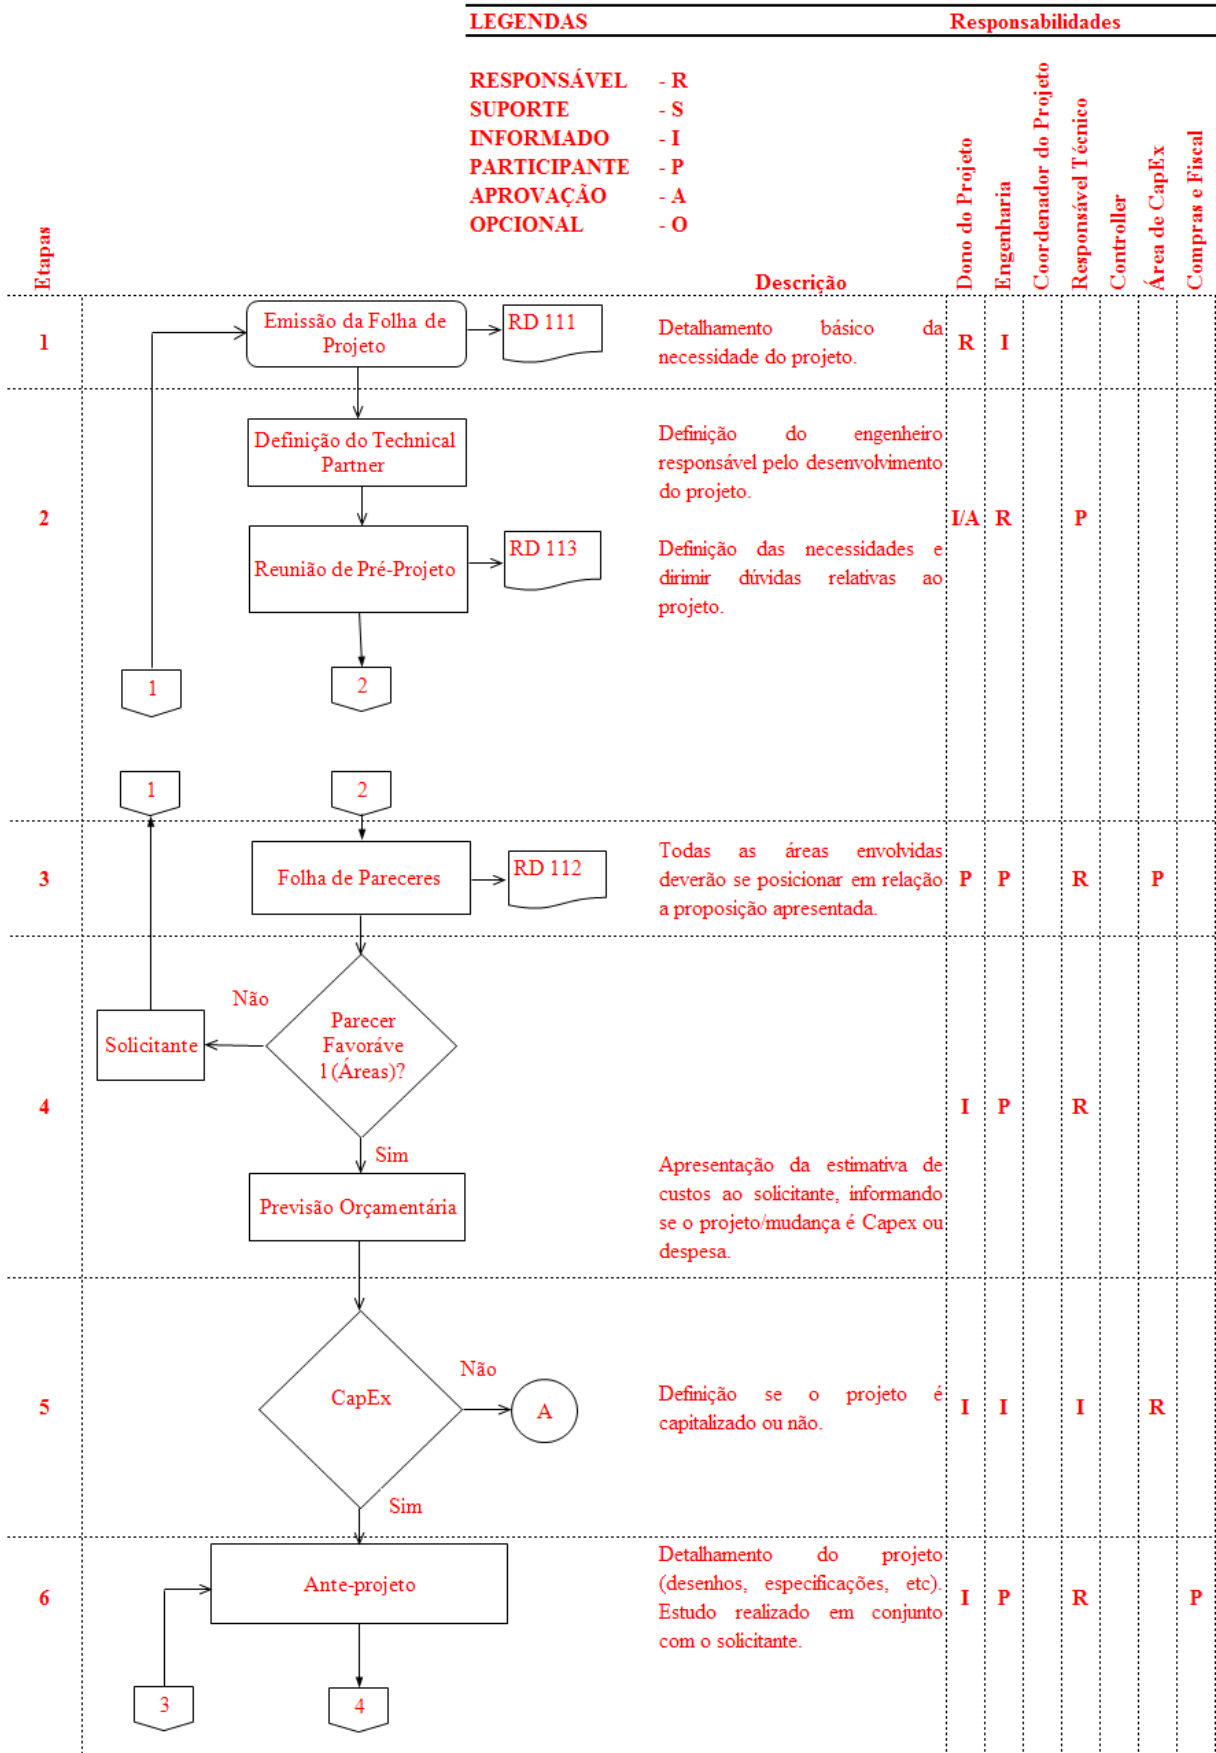 LEGENDAS
Responsabilidades
RESPONSÁVEL - R
SUPORTE - S
INFORMADO - I
PARTICIPANTE - P
APROVAÇÃO - A
OPCIONAL - O
Etapas
Descrição
Dono do Projeto
Engenharia
Coordenador do Projeto
Responsável Técnico
Controller
Área de CapEx
Compras e Fiscal
1
Emissão da Folha de
Projeto
RD 111
Detalhamento básico da
necessidade do projeto.
R I
2
Definição do Technical
Partner
Definição do engenheiro
responsável pelo desenvolvimento
do projeto.
I/A R P
Reunião de Pré-Projeto
RD 113
Definição das necessidades e
dirimir dúvidas relativas ao
projeto.
1
2
1
2
3
Folha de Pareceres
RD 112
Todas as áreas envolvidas
deverão se posicionar em relação
a proposição apresentada.
P P R P
4
Não
Solicitante
Parecer
Favoráve
l (Áreas)?
I P R
Sim
Previsão Orçamentária
Apresentação da estimativa de
custos ao solicitante, informando
se o projeto/mudança é Capex ou
despesa.
5
CapEx
Não
A
Definição se o projeto é
capitalizado ou não.
I I I R
Sim
6
Ante-projeto
Detalhamento do projeto
(desenhos, especificações, etc).
Estudo realizado em conjunto
com o solicitante.
I P R P
3
4